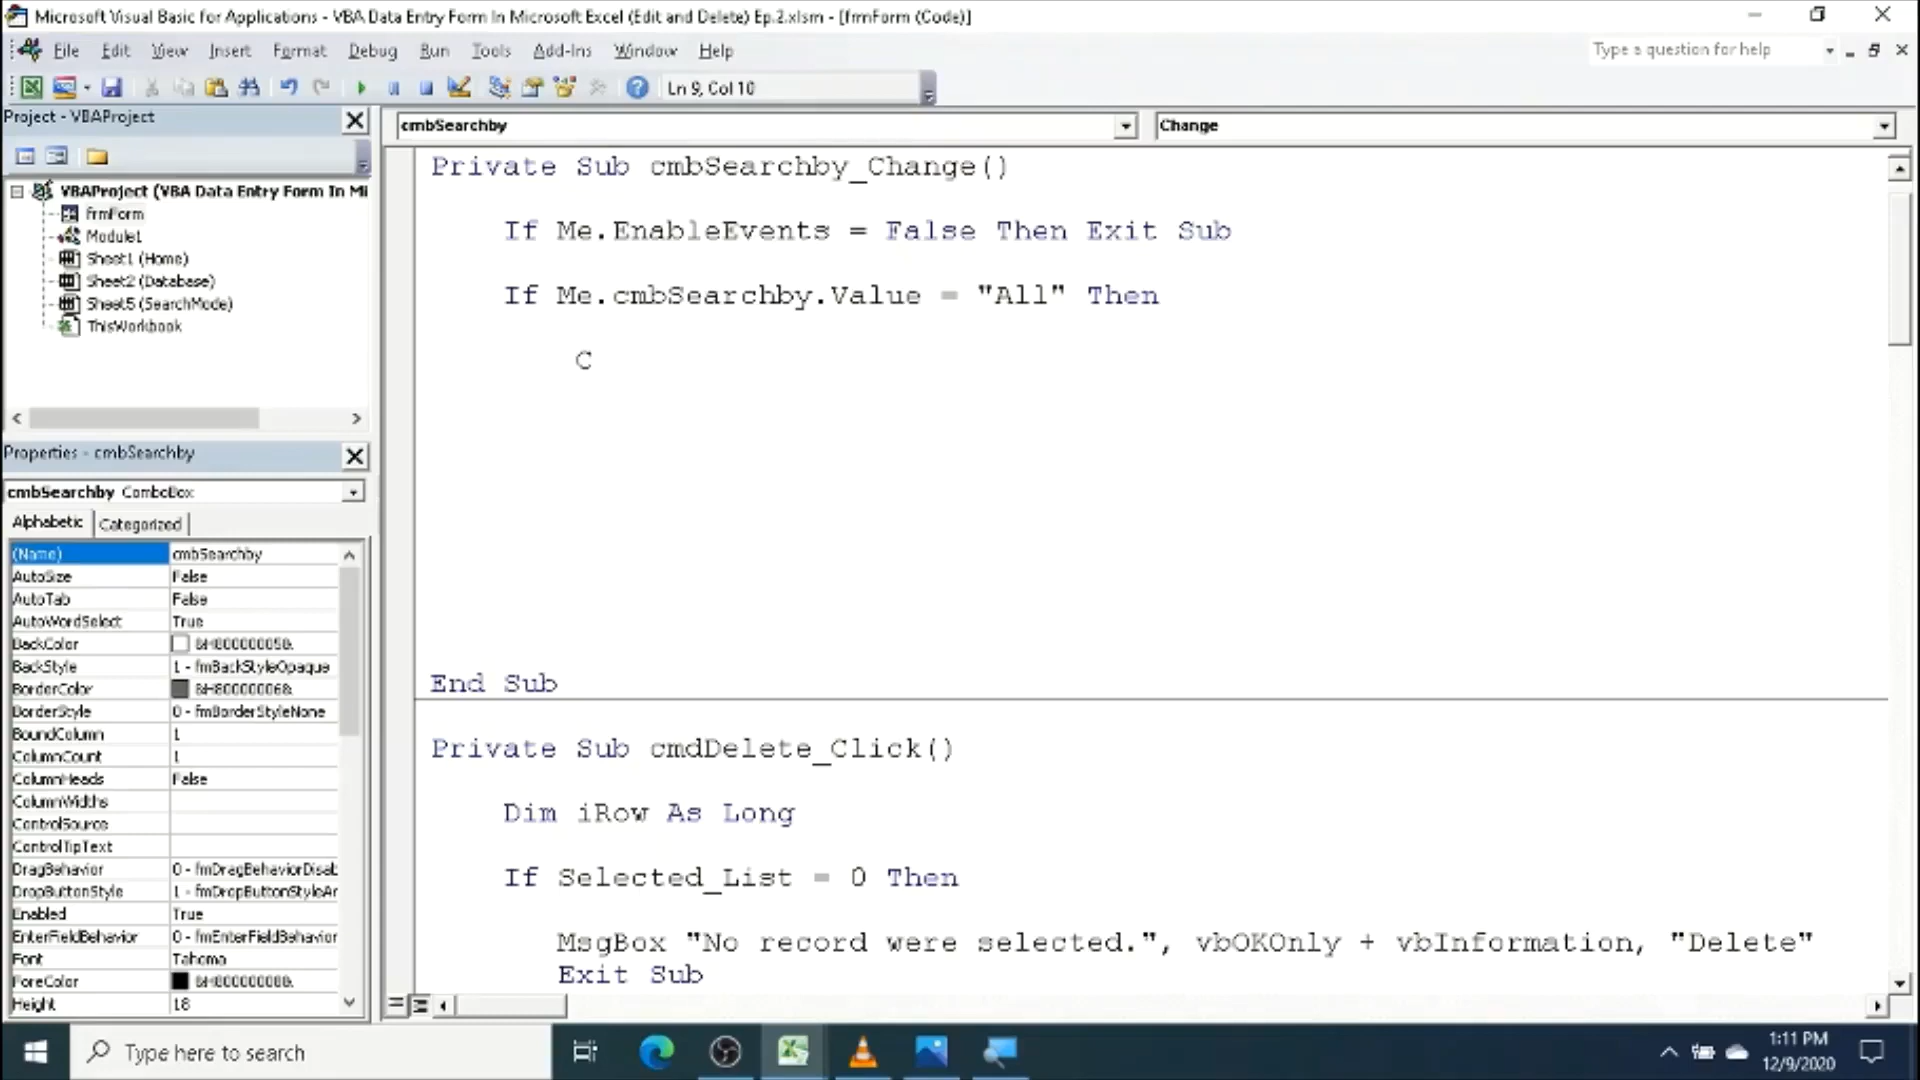 Microsoft Visual Basic for Applications - VBA Data Entry Form In Microsoft Excel (Edit and Delete) Ep.2.xlsm - [frmForm (Code)]
File Edit View Insert Format Debug Run Tools Add-Ins Window Help
Type a question for help
Ln 9, Col 10
Project - VBAProject
cmbSearchby
Change
VBAProject (VBA Data Entry Form In Mi
frmForm
Module1
Sheet1 (Home)
Sheet2 (Database)
Sheet5 (SearchMode)
ThisWorkbook
Properties - cmbSearchby
cmbSearchby ComboBox
Alphabetic Categorized
(Name) cmbSearchby
AutoSize False
AutoTab False
AutoWordSelect True
BackColor &H80000005&
BackStyle 1 - fmBackStyleOpaque
BorderColor &H80000006&
BorderStyle 0 - fmBorderStyleNone
BoundColumn 1
ColumnCount 1
ColumnHeads False
ColumnWidths
ControlSource
ControlTipText
DragBehavior 0 - fmDragBehaviorDisab
DropButtonStyle 1 - fmDropButtonStyleAr
Enabled True
EnterFieldBehavior 0 - fmEnterFieldBehavior
Font Tahoma
ForeColor &H80000008&
Height 18
Private Sub cmbSearchby_Change()
If Me.EnableEvents = False Then Exit Sub
If Me.cmbSearchby.Value = "All" Then
C
End Sub
Private Sub cmdDelete_Click()
Dim iRow As Long
If Selected_List = 0 Then
MsgBox "No record were selected.", vbOKOnly + vbInformation, "Delete"
Exit Sub
Type here to search
1:11 PM
12/9/2020